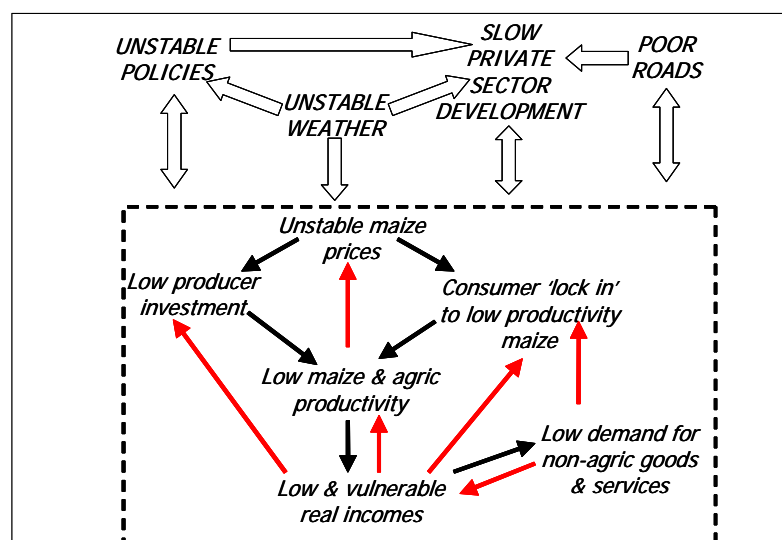 UNSTABLE
POLICIES
SLOW
PRIVATE
SECTOR
DEVELOPMENT
POOR
ROADS
UNSTABLE
WEATHER
Unstable maize
prices
Low producer
investment
Consumer ‘lock in’
to low productivity
maize
Low maize & agric
productivity
Low demand for
non-agric goods
& services
Low & vulnerable
real incomes